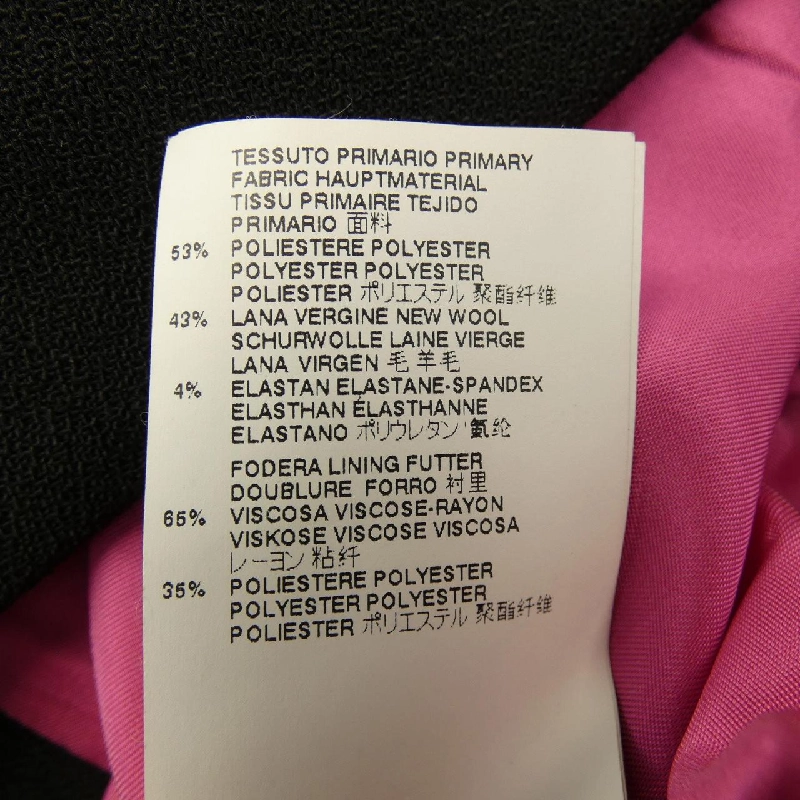 TESSUTO PRIMARIO PRIMARY
FABRIC HAUPTMATERIAL
TISSU PRIMAIRE TEJIDO
PRIMARIO 面料
53% POLIESTERE POLYESTER
POLYESTER POLYESTER
POLIESTER ポリエステル 聚酯纤维
43% LANA VERGINE NEW WOOL
SCHURWOLLE LAINE VIERGE
LANA VIRGEN 毛 羊毛
4% ELASTAN ELASTANE-SPANDEX
ELASTHAN ÉLASTHANNE
ELASTANO ポリウレタン 氨纶
FODERA LINING FUTTER
DOUBLURE FORRO 衬里
65% VISCOSA VISCOSE-RAYON
VISKOSE VISCOSE VISCOSA
レーヨン 粘纤
35% POLIESTERE POLYESTER
POLYESTER POLYESTER
POLIESTER ポリエステル 聚酯纤维